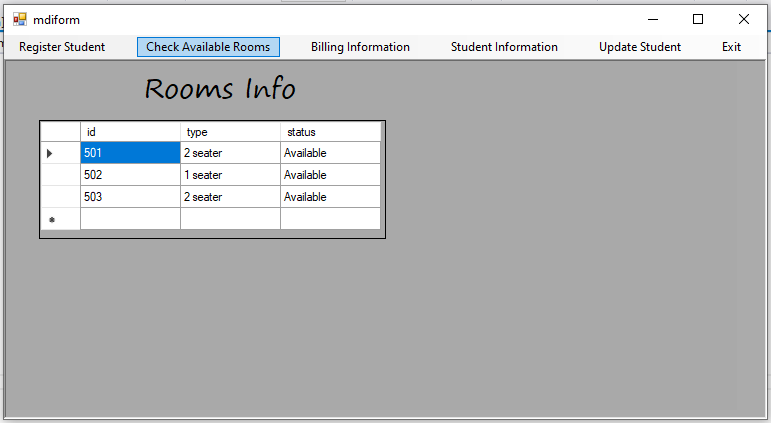 mdiform
Register Student Check Available Rooms Billing Information Student Information Update Student Exit
Rooms Info
id type status
501 2 seater Available
502 1 seater Available
503 2 seater Available